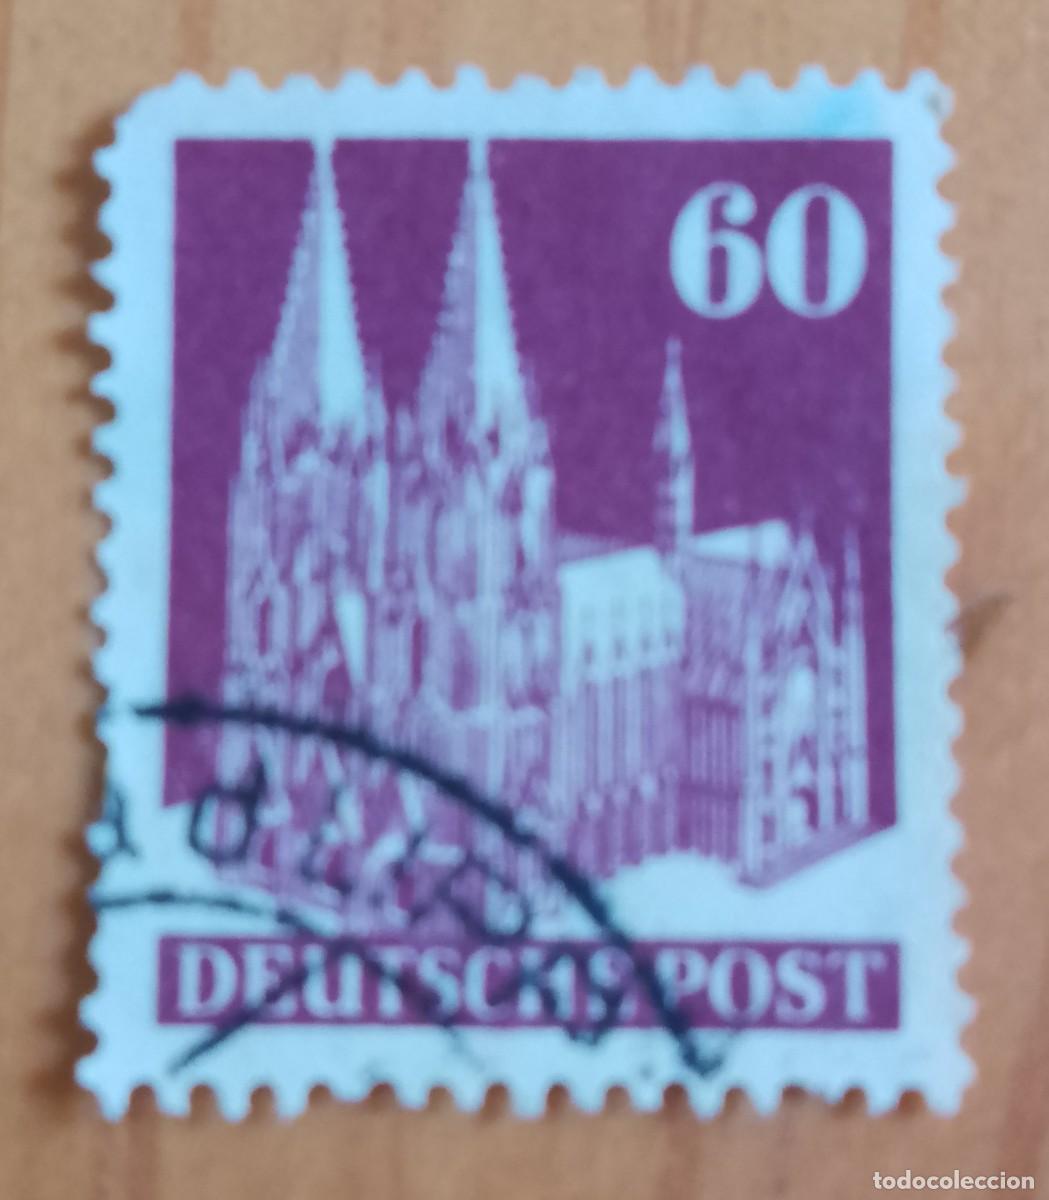 60
DEUTSCHE POST
todocoleccion